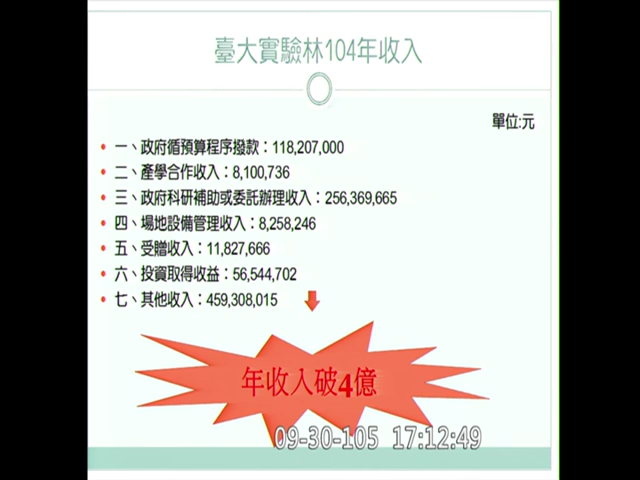 臺大實驗林104年收入
單位:元
• 一、政府循預算程序撥款：118,207,000
• 二、產學合作收入：8,100,736
• 三、政府科研補助或委託辦理收入：256,369,665
• 四、場地設備管理收入：8,258,246
• 五、受贈收入：11,827,666
• 六、投資取得收益：56,544,702
• 七、其他收入：459,308,015
年收入破4億
09-30-105 17:12:49